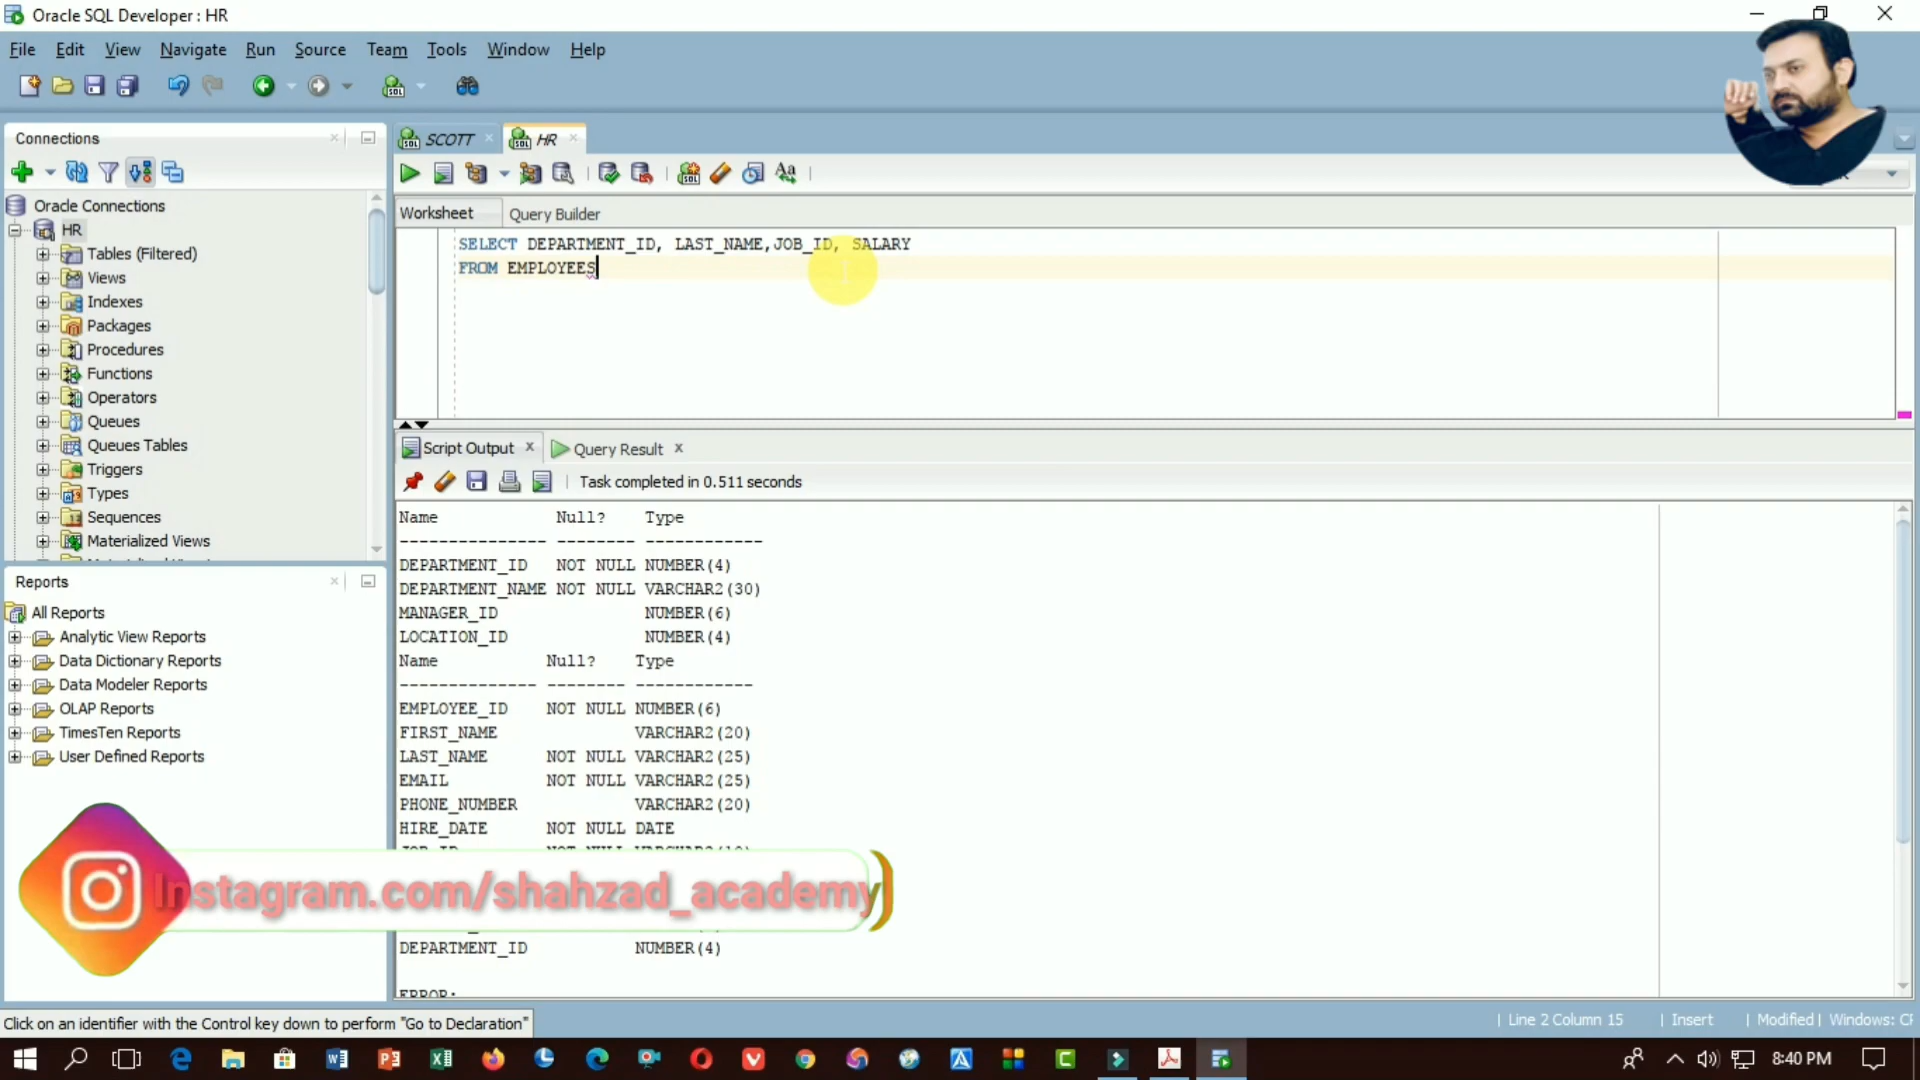 Oracle SQL Developer : HR
File Edit View Navigate Run Source Team Tools Window Help
Connections
SCOTT
HR
Worksheet
Query Builder
Oracle Connections
HR
Tables (Filtered)
Views
Indexes
Packages
Procedures
Functions
Operators
Queues
Queues Tables
Triggers
Types
Sequences
Materialized Views
SELECT DEPARTMENT_ID, LAST_NAME,JOB_ID, SALARY
FROM EMPLOYEES
Script Output
Query Result
Task completed in 0.511 seconds
Name Null? Type
--------------- -------- ------------
DEPARTMENT_ID NOT NULL NUMBER(4)
DEPARTMENT_NAME NOT NULL VARCHAR2(30)
MANAGER_ID NUMBER(6)
LOCATION_ID NUMBER(4)
Name Null? Type
-------------- -------- ------------
EMPLOYEE_ID NOT NULL NUMBER(6)
FIRST_NAME VARCHAR2(20)
LAST_NAME NOT NULL VARCHAR2(25)
EMAIL NOT NULL VARCHAR2(25)
PHONE_NUMBER VARCHAR2(20)
HIRE_DATE NOT NULL DATE
DEPARTMENT_ID NUMBER(4)
ERROR:
Reports
All Reports
Analytic View Reports
Data Dictionary Reports
Data Modeler Reports
OLAP Reports
TimesTen Reports
User Defined Reports
Instagram.com/shahzad_academy
Click on an identifier with the Control key down to perform "Go to Declaration"
Line 2 Column 15
Insert
Modified
Windows:
8:40 PM